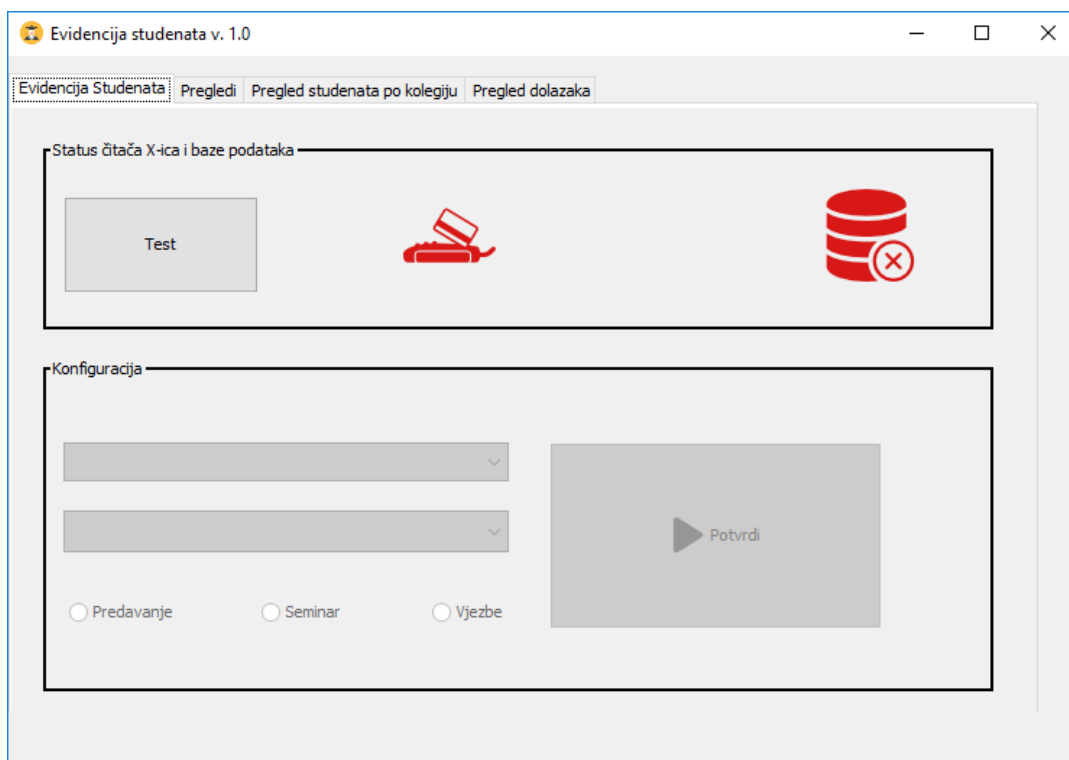 Evidencija studenata v. 1.0
Evidencija Studenata Pregledi Pregled studenata po kolegiju Pregled dolazaka
Status čitača X-ica i baze podataka
Test
Konfiguracija
Potvrdi
Predavanje Seminar Vjezbe